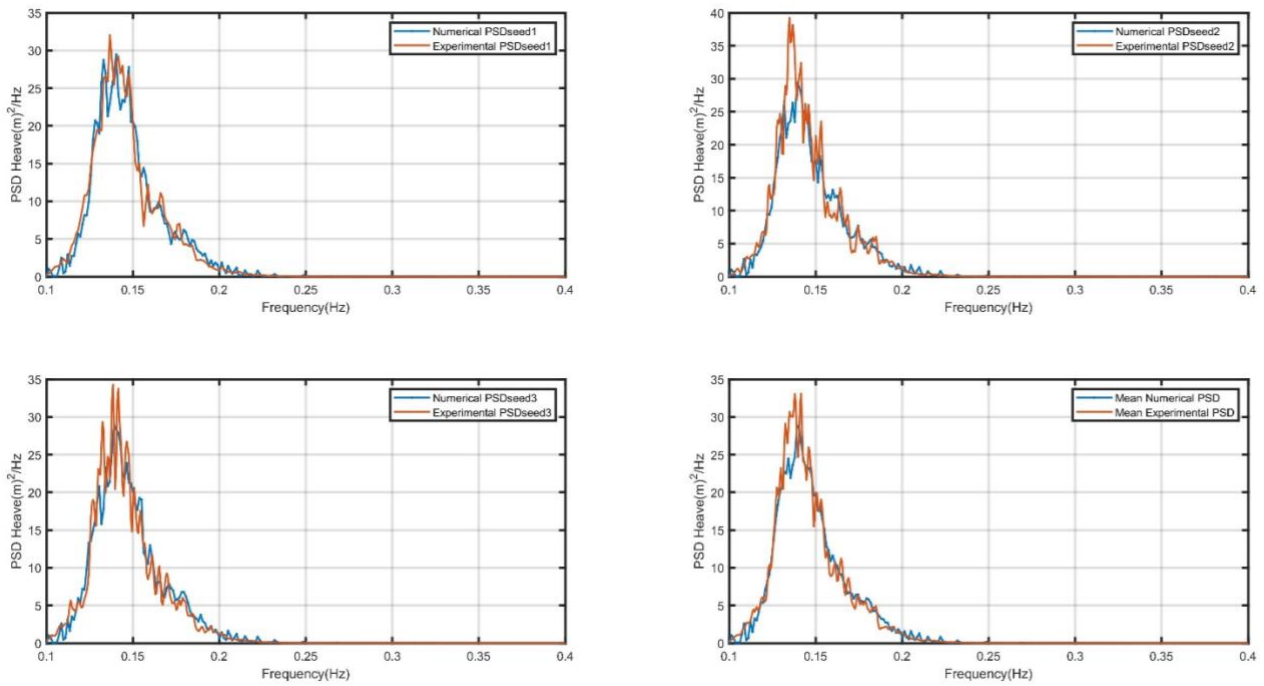 35
30
25
20
15
10
5
0
PSD Heave(m)^2/Hz
Numerical PSDseed1
Experimental PSDseed1
0.1 0.15 0.2 0.25 0.3 0.35 0.4
Frequency(Hz)
40
35
30
25
20
15
10
5
0
PSD Heave(m)^2/Hz
Numerical PSDseed2
Experimental PSDseed2
0.1 0.15 0.2 0.25 0.3 0.35 0.4
Frequency(Hz)
35
30
25
20
15
10
5
0
PSD Heave(m)^2/Hz
Numerical PSDseed3
Experimental PSDseed3
0.1 0.15 0.2 0.25 0.3 0.35 0.4
Frequency(Hz)
35
30
25
20
15
10
5
0
PSD Heave(m)^2/Hz
Mean Numerical PSD
Mean Experimental PSD
0.1 0.15 0.2 0.25 0.3 0.35 0.4
Frequency(Hz)